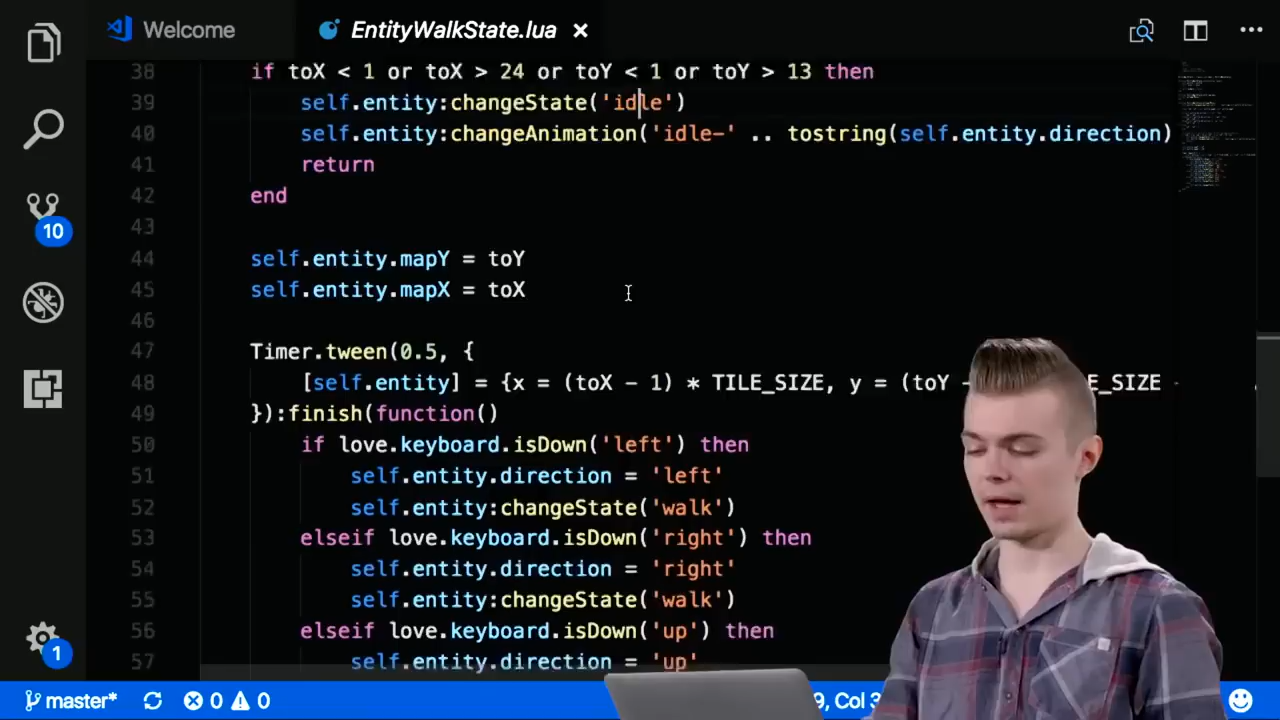 Welcome
EntityWalkState.lua
38 if toX < 1 or toX > 24 or toY < 1 or toY > 13 then
39 self.entity:changeState('idle')
40 self.entity:changeAnimation('idle-' .. tostring(self.entity.direction)
41 return
42 end
43
44 self.entity.mapY = toY
45 self.entity.mapX = toX
46
47 Timer.tween(0.5, {
48 [self.entity] = {x = (toX - 1) * TILE_SIZE, y = (toY - E_SIZE -
49 }):finish(function()
50 if love.keyboard.isDown('left') then
51 self.entity.direction = 'left'
52 self.entity:changeState('walk')
53 elseif love.keyboard.isDown('right') then
54 self.entity.direction = 'right'
55 self.entity:changeState('walk')
56 elseif love.keyboard.isDown('up') then
57 self.entity.direction = 'up'
10
1
master* 0 0 9, Col 3